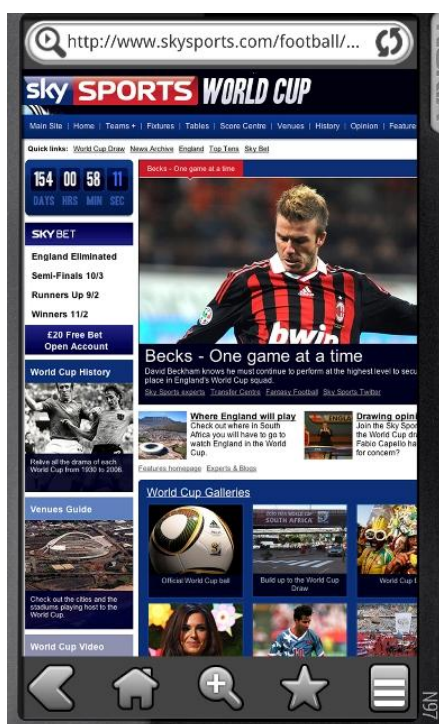 http://www.skysports.com/football/...
sky SPORTS WORLD CUP
Main Site | Home | Teams + | Fixtures | Tables | Score Centre | Venues | History | Opinion | Feature
Quick links: World Cup Draw News Archive England Top Tens Sky Bet
154 00 58 11
DAYS HRS MIN SEC
SKYBET
England Eliminated
Semi-Finals 10/3
Runners Up 9/2
Winners 11/2
£20 Free Bet
Open Account
World Cup History
Relive all the drama of each
World Cup from 1930 to 2006.
Venues Guide
Check out the cities and the
stadiums playing host to the
World Cup.
World Cup Video
Becks - One game at a time
bwin
Becks - One game at a time
David Beckham knows he must continue to perform at the highest level to secu
place in England's World Cup squad.
Sky Sports experts Transfer Centre Fantasy Football Sky Sports Twitter
Where England will play
Check out where in South
Africa you will have to go to
watch England in the World
Cup.
ENGLA
Drawing opini
Join the Sky Spor
the World Cup dr
Fabio Capello ha
for concern?
Features homepage Experts & Blogs
World Cup Galleries
SOUTH AFRICA
Official World Cup ball
Build up to the World Cup
Draw
World Cup f
N97